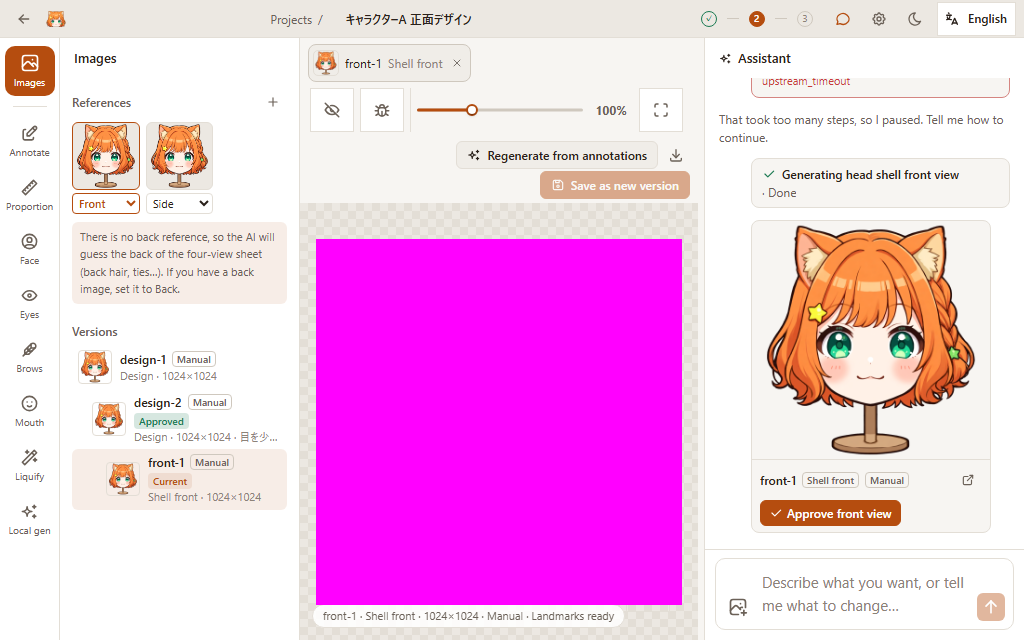 Projects /
キャラクターA 正面デザイン
2
3
English
Images
Annotate
Proportion
Face
Eyes
Brows
Mouth
Liquify
Local gen
Images
References
Front
Side
There is no back reference, so the AI will
guess the back of the four-view sheet
(back hair, ties...). If you have a back
image, set it to Back.
Versions
design-1 Manual
Design · 1024×1024
design-2 Manual
Approved
Design · 1024×1024 · 目を少...
front-1 Manual
Current
Shell front · 1024×1024
front-1 Shell front
100%
Regenerate from annotations
Save as new version
front-1 · Shell front · 1024×1024 · Manual · Landmarks ready
Assistant
upstream_timeout
That took too many steps, so I paused. Tell me how to
continue.
Generating head shell front view
· Done
front-1 Shell front Manual
Approve front view
Describe what you want, or tell
me what to change...